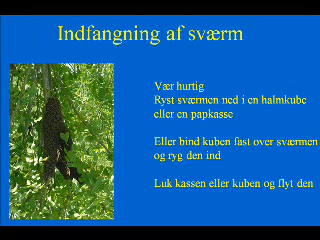 Indfangning af sværm
Vær hurtig
Ryst sværmen ned i en halmkube
eller en papkasse
Eller bind kuben fast over sværmen
og ryg den ind
Luk kassen eller kuben og flyt den